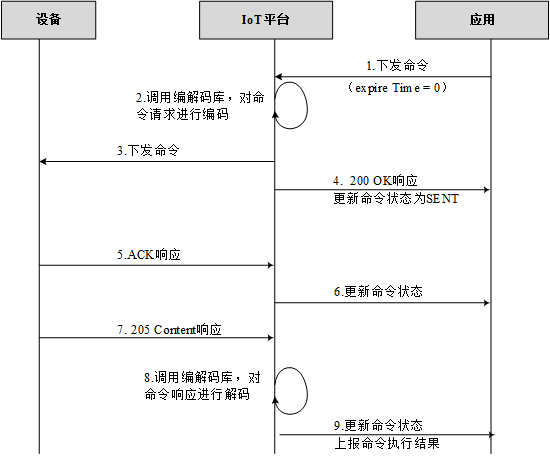 设备
IoT平台
应用
1.下发命令
（expire Time = 0）
2.调用编解码库，对命
令请求进行编码
3.下发命令
4. 200 OK响应
更新命令状态为SENT
5.ACK响应
6.更新命令状态
7. 205 Content响应
8.调用编解码库，对
命令响应进行解码
9.更新命令状态
上报命令执行结果